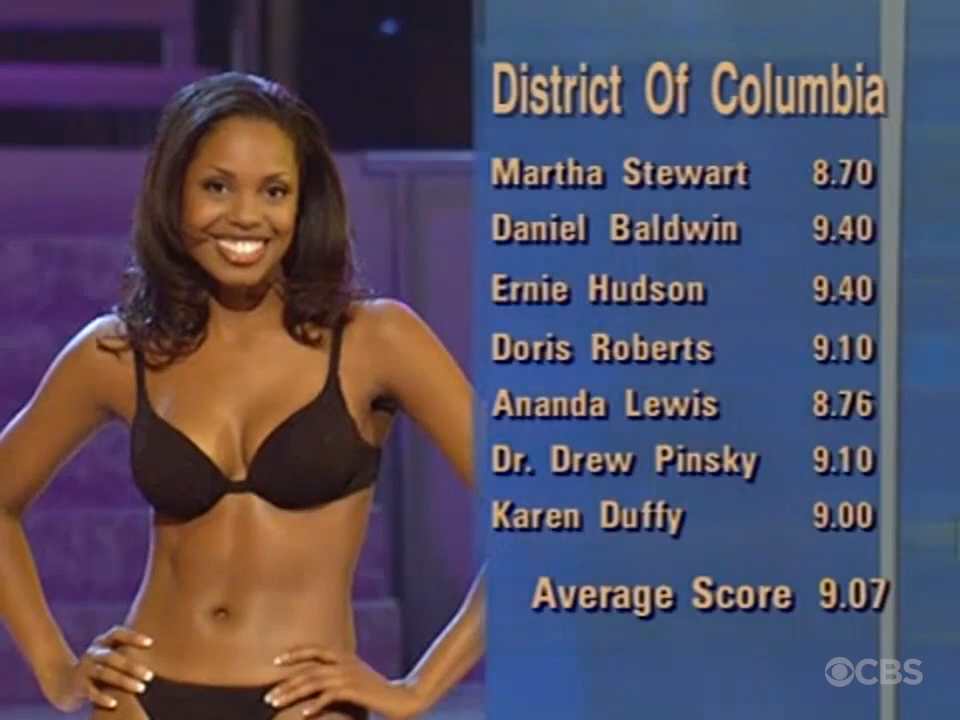 District Of Columbia
Martha Stewart 8.70
Daniel Baldwin 9.40
Ernie Hudson 9.40
Doris Roberts 9.10
Ananda Lewis 8.76
Dr. Drew Pinsky 9.10
Karen Duffy 9.00
Average Score 9.07
CBS